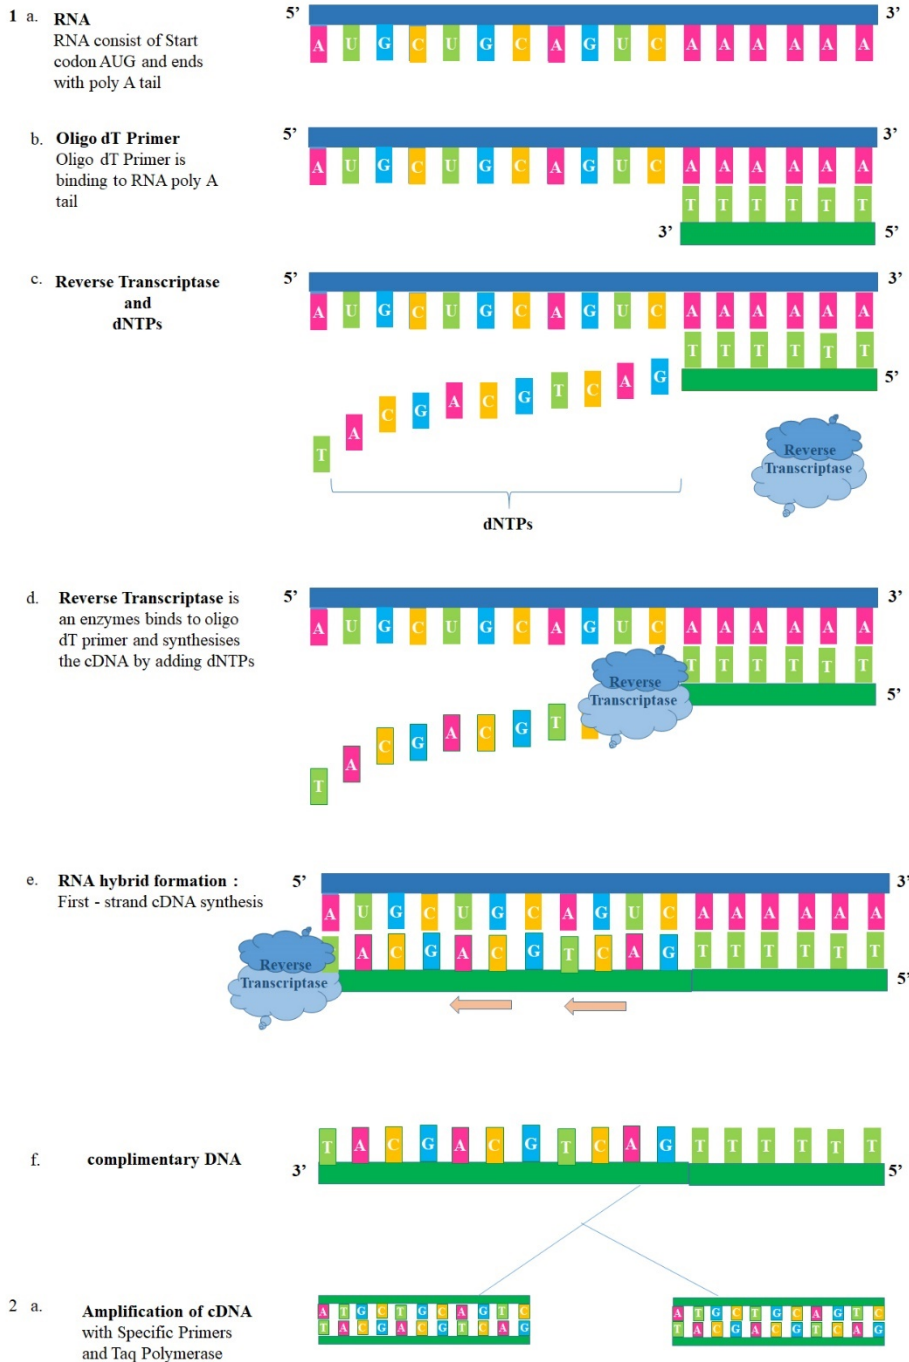 5’ 3’
1 a. RNA
RNA consist of Start
codon AUG and ends
with poly A tail
A U G C U G C A G U C A A A A A A
b. Oligo dT Primer
Oligo dT Primer is
binding to RNA poly A
tail
5’ 3’
A U G C U G C A G U C A A A A A A
T T T T T T
3’ 5’
c. Reverse Transcriptase
and
dNTPs
5’ 3’
A U G C U G C A G U C A A A A A A
T T T T T T
5’
T A C G A C G T C A G
Reverse
Transcriptase
dNTPs
d. Reverse Transcriptase is
an enzymes binds to oligo
dT primer and synthesises
the cDNA by adding dNTPs
5’ 3’
A U G C U G C A G U C A A A A A A
T T T T T T
Reverse
Transcriptase
5’
T A C G A C G T
e. RNA hybrid formation :
First - strand cDNA synthesis
5’ 3’
A U G C U G C A G U C A A A A A A
A C G A C G T C A G T T T T T T
Reverse
Transcriptase
5’
f. complimentary DNA
T A C G A C G T C A G T T T T T T
3’ 5’
2 a. Amplification of cDNA
with Specific Primers
and Taq Polymerase
A T G C T G C A G T C
T A C G A C G T C A G
A T G C T G C A G T C
T A C G A C G T C A G